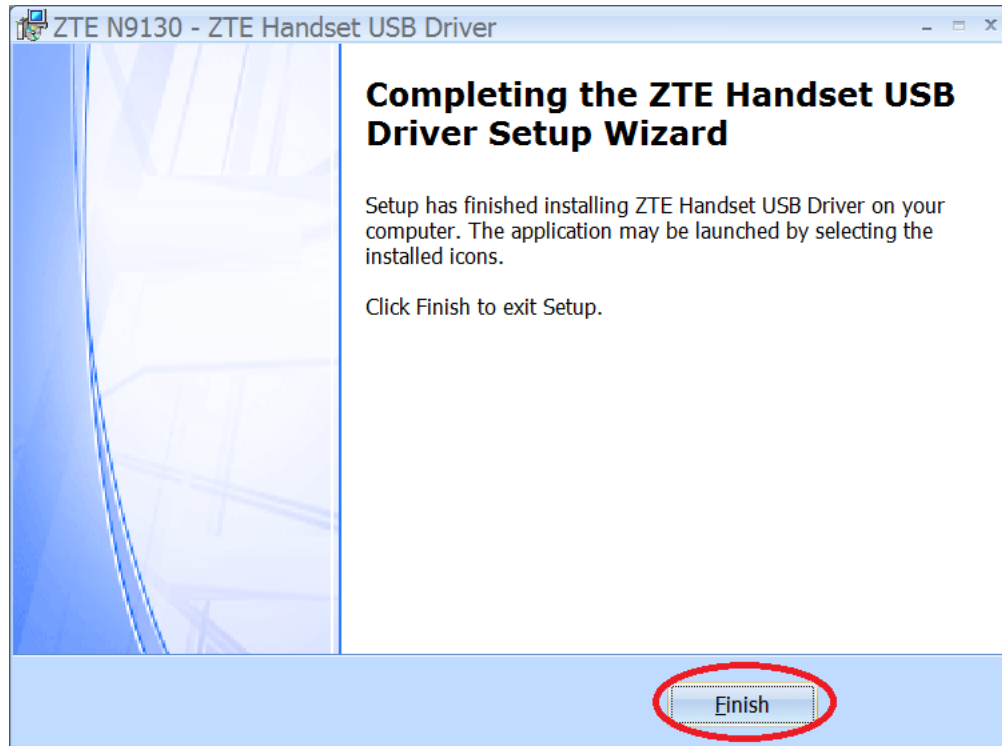 ZTE N9130 - ZTE Handset USB Driver
Completing the ZTE Handset USB
Driver Setup Wizard
Setup has finished installing ZTE Handset USB Driver on your
computer. The application may be launched by selecting the
installed icons.
Click Finish to exit Setup.
Finish